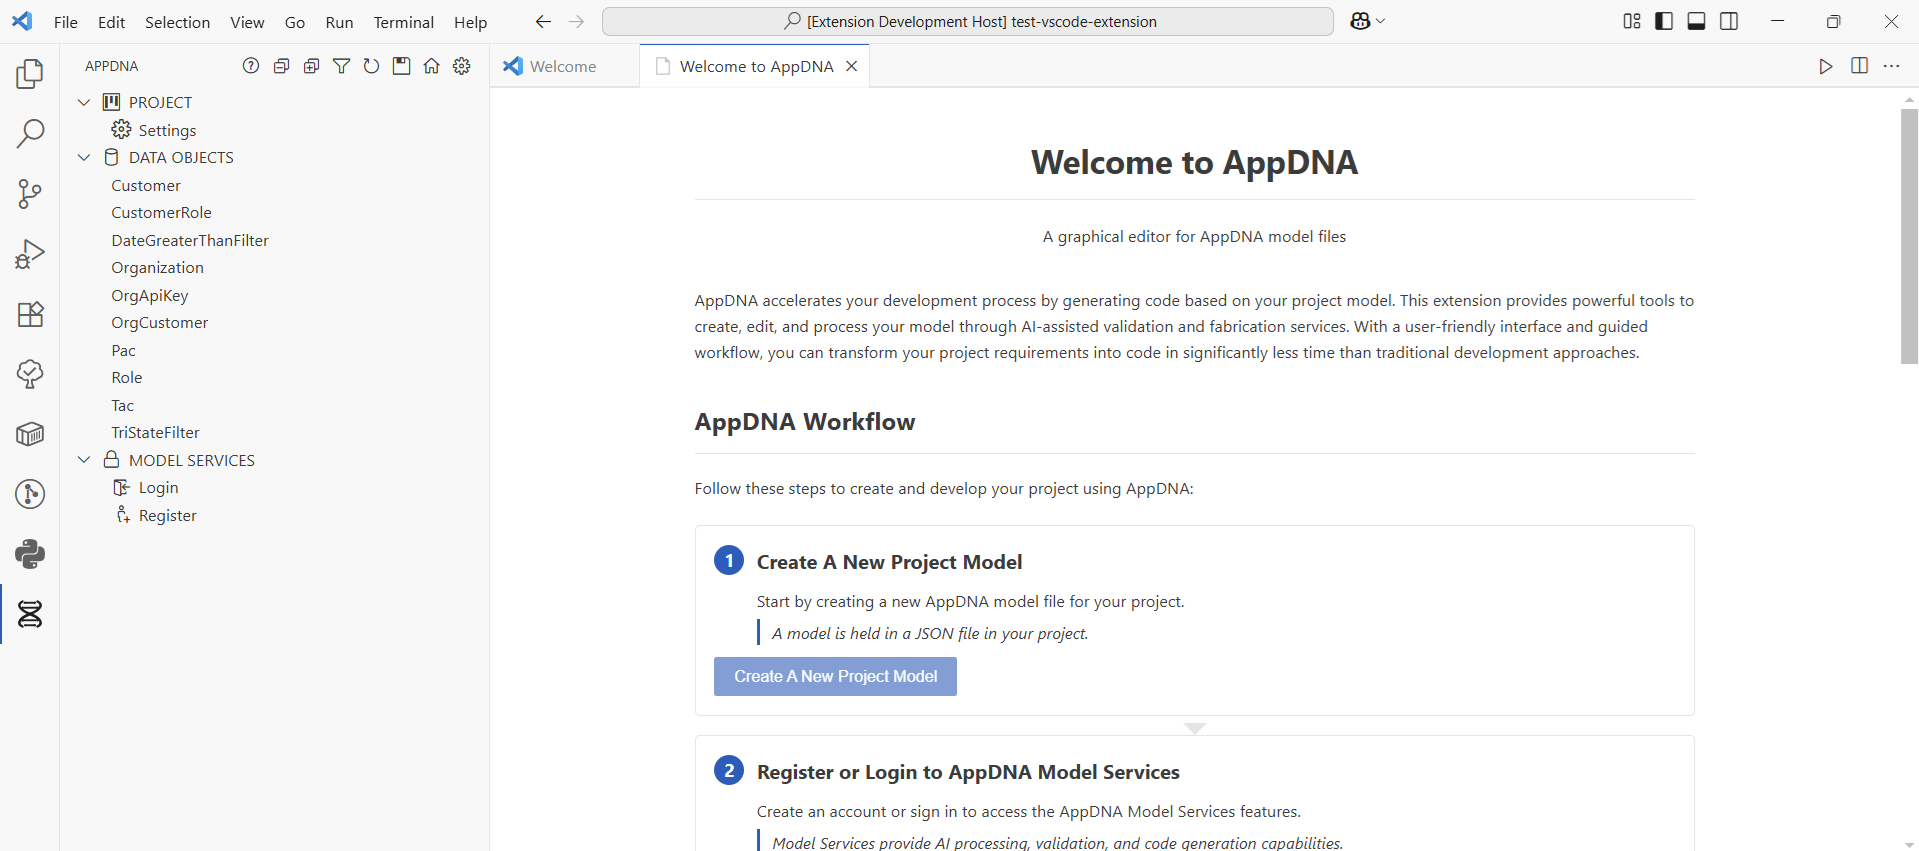 File Edit Selection View Go Run Terminal Help
[Extension Development Host] test-vscode-extension
APPDNA
PROJECT
Settings
DATA OBJECTS
Customer
CustomerRole
DateGreaterThanFilter
Organization
OrgApiKey
OrgCustomer
Pac
Role
Tac
TriStateFilter
MODEL SERVICES
Login
Register
Welcome
Welcome to AppDNA
Welcome to AppDNA
A graphical editor for AppDNA model files
AppDNA accelerates your development process by generating code based on your project model. This extension provides powerful tools to
create, edit, and process your model through AI-assisted validation and fabrication services. With a user-friendly interface and guided
workflow, you can transform your project requirements into code in significantly less time than traditional development approaches.
AppDNA Workflow
Follow these steps to create and develop your project using AppDNA:
1 Create A New Project Model
Start by creating a new AppDNA model file for your project.
A model is held in a JSON file in your project.
Create A New Project Model
2 Register or Login to AppDNA Model Services
Create an account or sign in to access the AppDNA Model Services features.
Model Services provide AI processing, validation, and code generation capabilities.